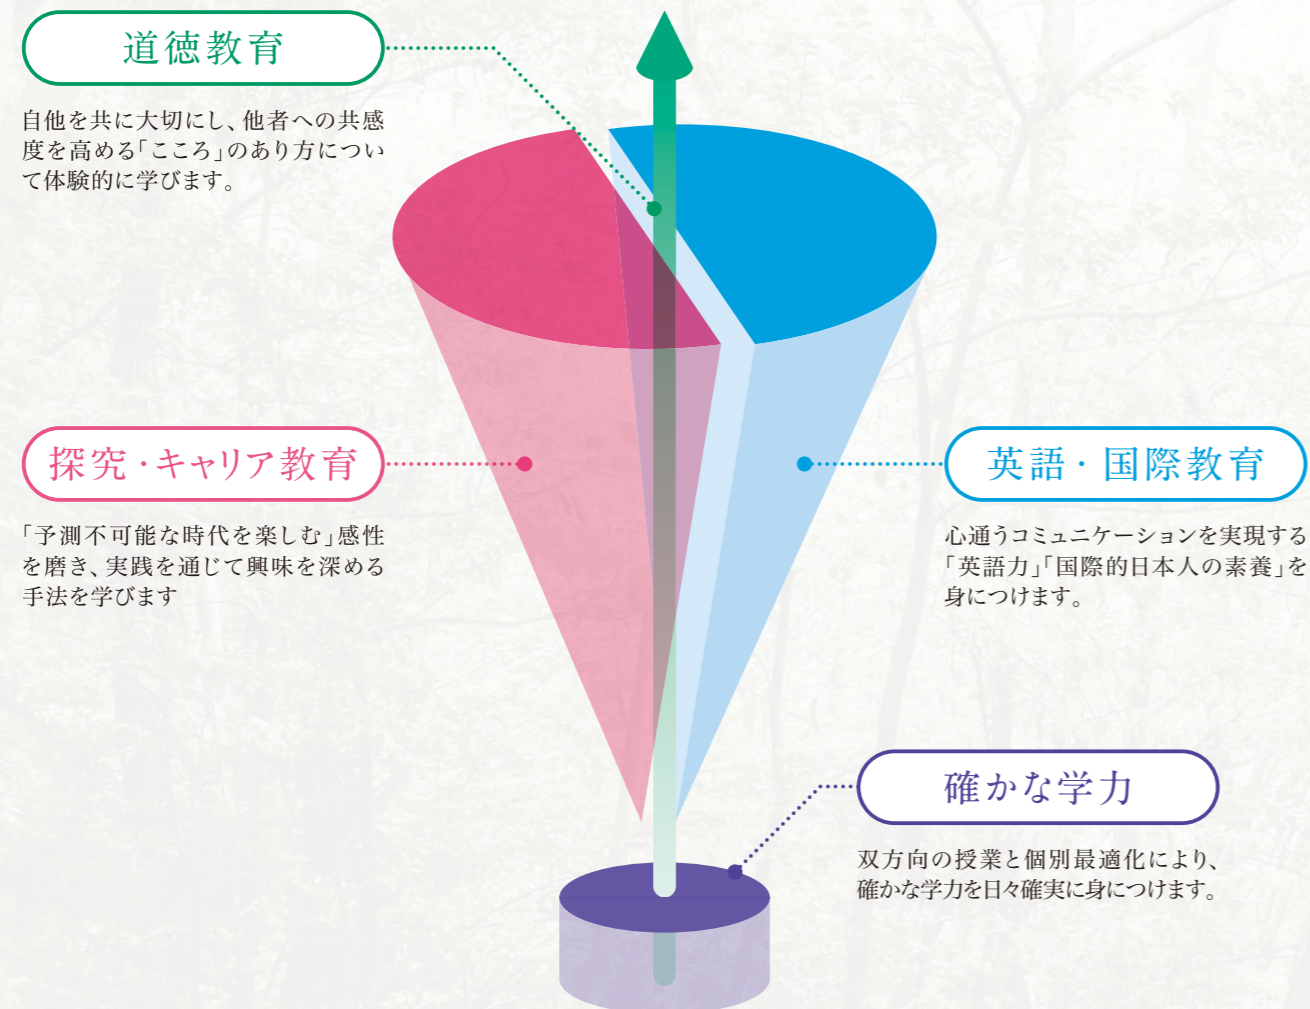 道徳教育
自他を共に大切にし、他者への共感
度を高める「こころ」のあり方につい
て体験的に学びます。
探究・キャリア教育
「予測不可能な時代を楽しむ」感性
を磨き、実践を通じて興味を深める
手法を学びます
英語・国際教育
心通うコミュニケーションを実現する
「英語力」「国際的日本人の素養」を
身につけます。
確かな学力
双方向の授業と個別最適化により、
確かな学力を日々確実に身につけます。